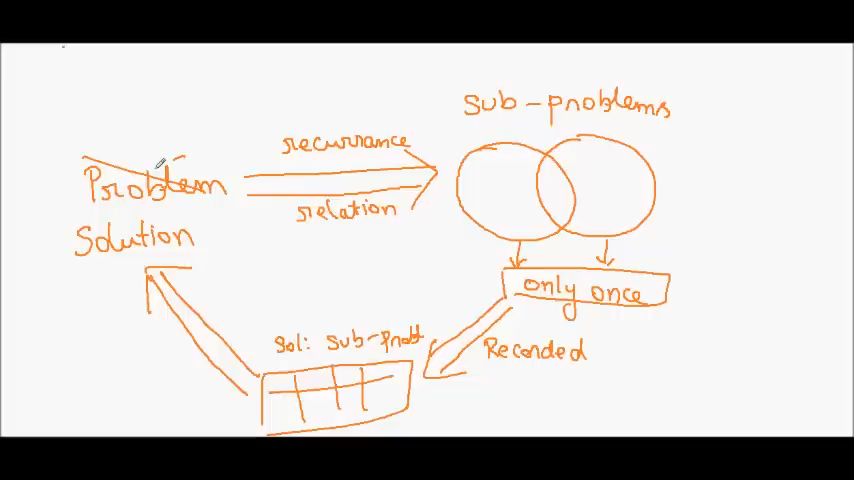 Sub-problems
recurrance
Problem
relation
Solution
only once
Sol: Sub-prob
Recorded